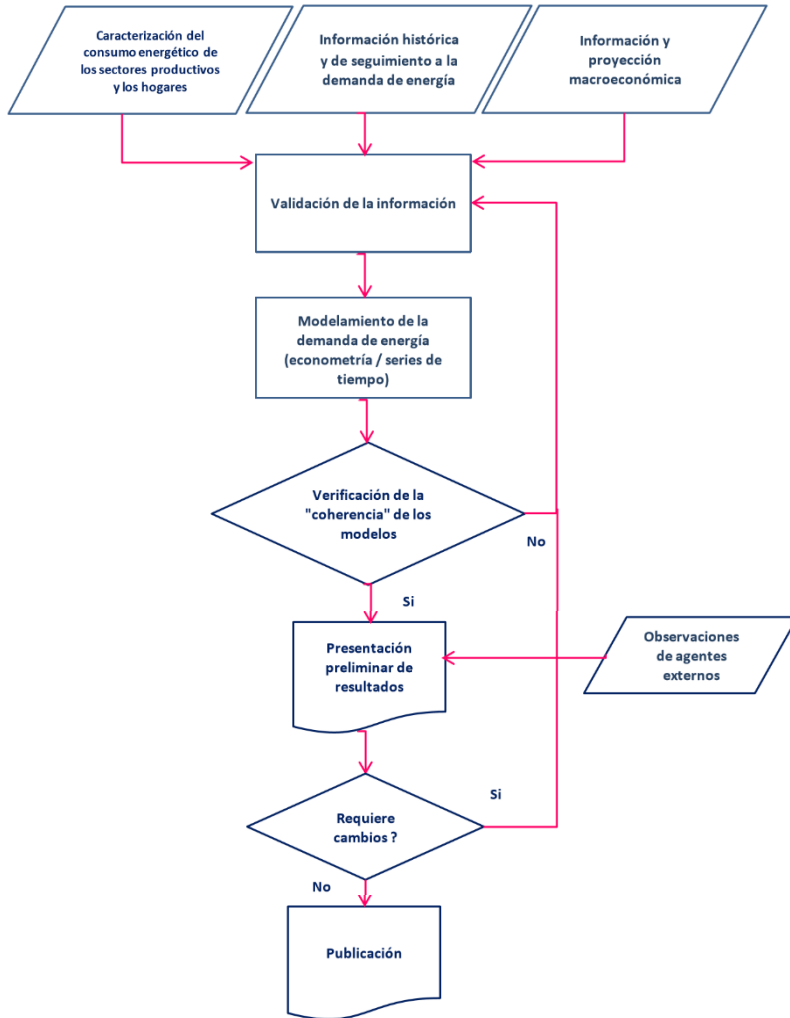 Caracterización del
consumo energético de
los sectores productivos
y los hogares
Información histórica
y de seguimiento a la
demanda de energía
Información y
proyección
macroeconómica
Validación de la información
Modelamiento de la
demanda de energía
(econometría / series de
tiempo)
Verificación de la
"coherencia" de los
modelos
No
Si
Presentación
preliminar de
resultados
Observaciones
de agentes
externos
Si
Requiere
cambios ?
No
Publicación